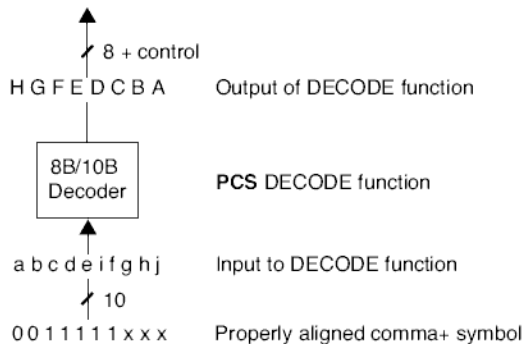 8 + control
H G F E D C B A Output of DECODE function
8B/10B
Decoder PCS DECODE function
a b c d e i f g h j Input to DECODE function
10
0 0 1 1 1 1 1 x x x Properly aligned comma+ symbol